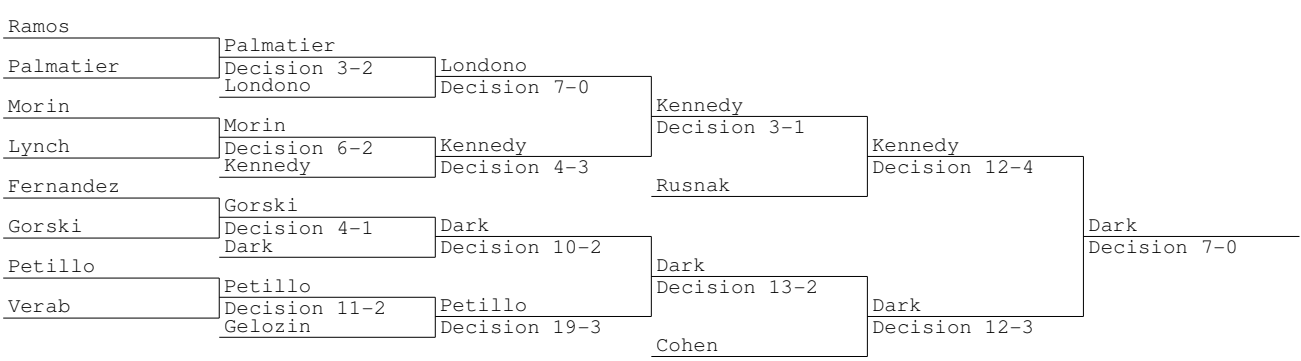 Ramos
Palmatier
Morin
Lynch
Fernandez
Gorski
Petillo
Verab
Palmatier
Decision 3-2
Londono
Morin
Decision 6-2
Kennedy
Gorski
Decision 4-1
Dark
Petillo
Decision 11-2
Gelozin
Londono
Decision 7-0
Kennedy
Decision 4-3
Dark
Decision 10-2
Petillo
Decision 19-3
Kennedy
Decision 3-1
Rusnak
Dark
Decision 13-2
Cohen
Kennedy
Decision 12-4
Dark
Decision 12-3
Dark
Decision 7-0